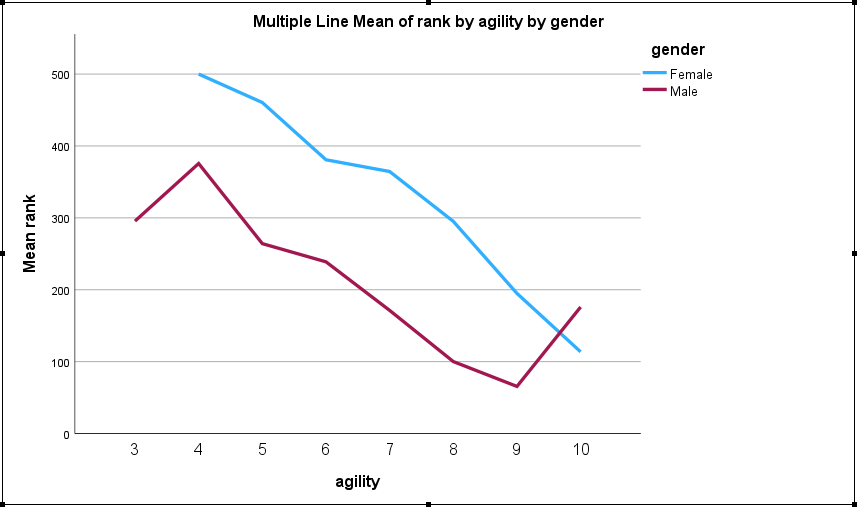 Multiple Line Mean of rank by agility by gender
gender
Female
Male
Mean rank
500
400
300
200
100
0
3 4 5 6 7 8 9 10
agility